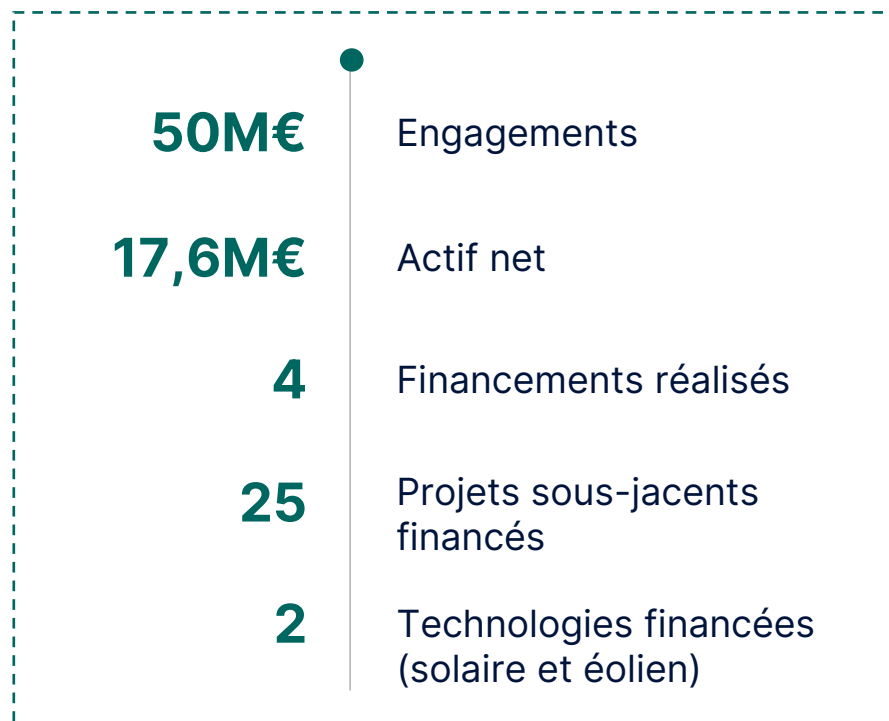 50M€ Engagements
17,6M€ Actif net
4 Financements réalisés
25 Projets sous-jacents
financés
2 Technologies financées
(solaire et éolien)